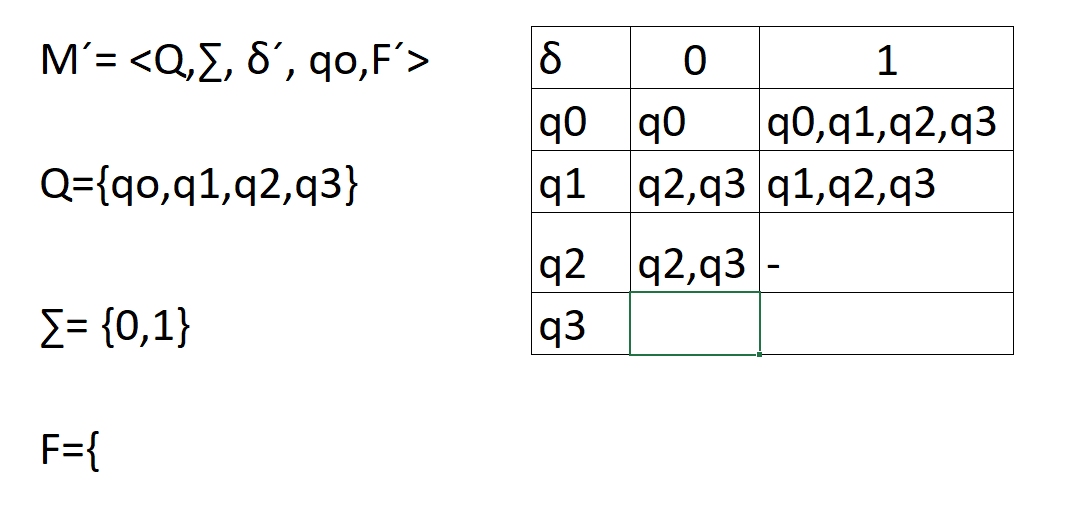 M´= <Q,∑, δ´, qo,F´>
Q={qo,q1,q2,q3}
∑= {0,1}
F={
δ 0 1
q0 q0 q0,q1,q2,q3
q1 q2,q3 q1,q2,q3
q2 q2,q3 -
q3